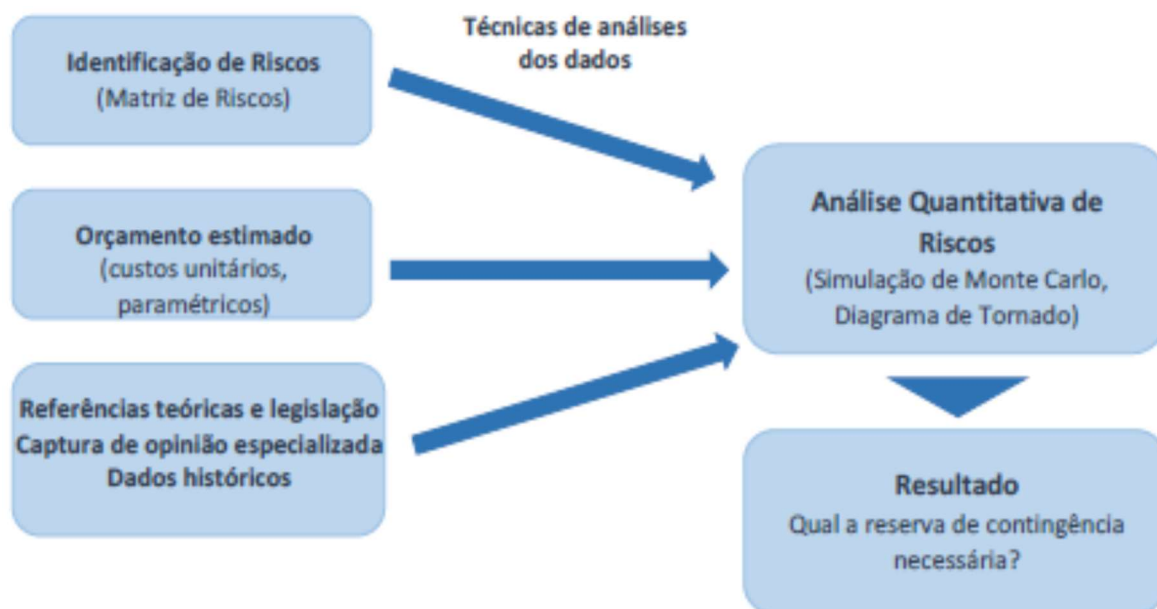 Técnicas de análises
dos dados
Identificação de Riscos
(Matriz de Riscos)
Orçamento estimado
(custos unitários,
paramétricos)
Referências teóricas e legislação
Captura de opinião especializada
Dados históricos
Análise Quantitativa de
Riscos
(Simulação de Monte Carlo,
Diagrama de Tornado)
Resultado
Qual a reserva de contingência
necessária?